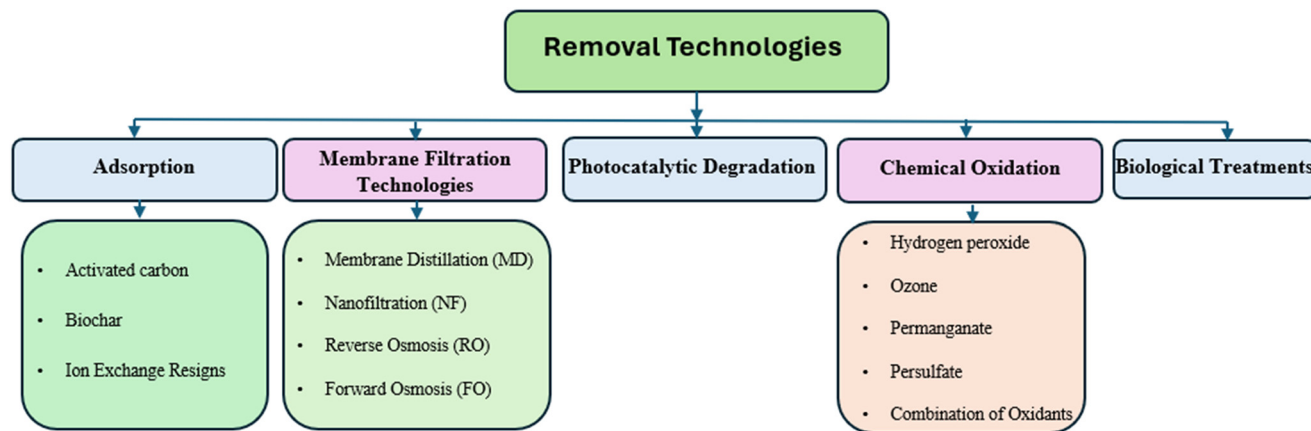 Removal Technologies
Adsorption
Membrane Filtration
Technologies
Photocatalytic Degradation
Chemical Oxidation
Biological Treatments
• Activated carbon
• Biochar
• Ion Exchange Resigns
• Membrane Distillation (MD)
• Nanofiltration (NF)
• Reverse Osmosis (RO)
• Forward Osmosis (FO)
• Hydrogen peroxide
• Ozone
• Permanganate
• Persulfate
• Combination of Oxidants